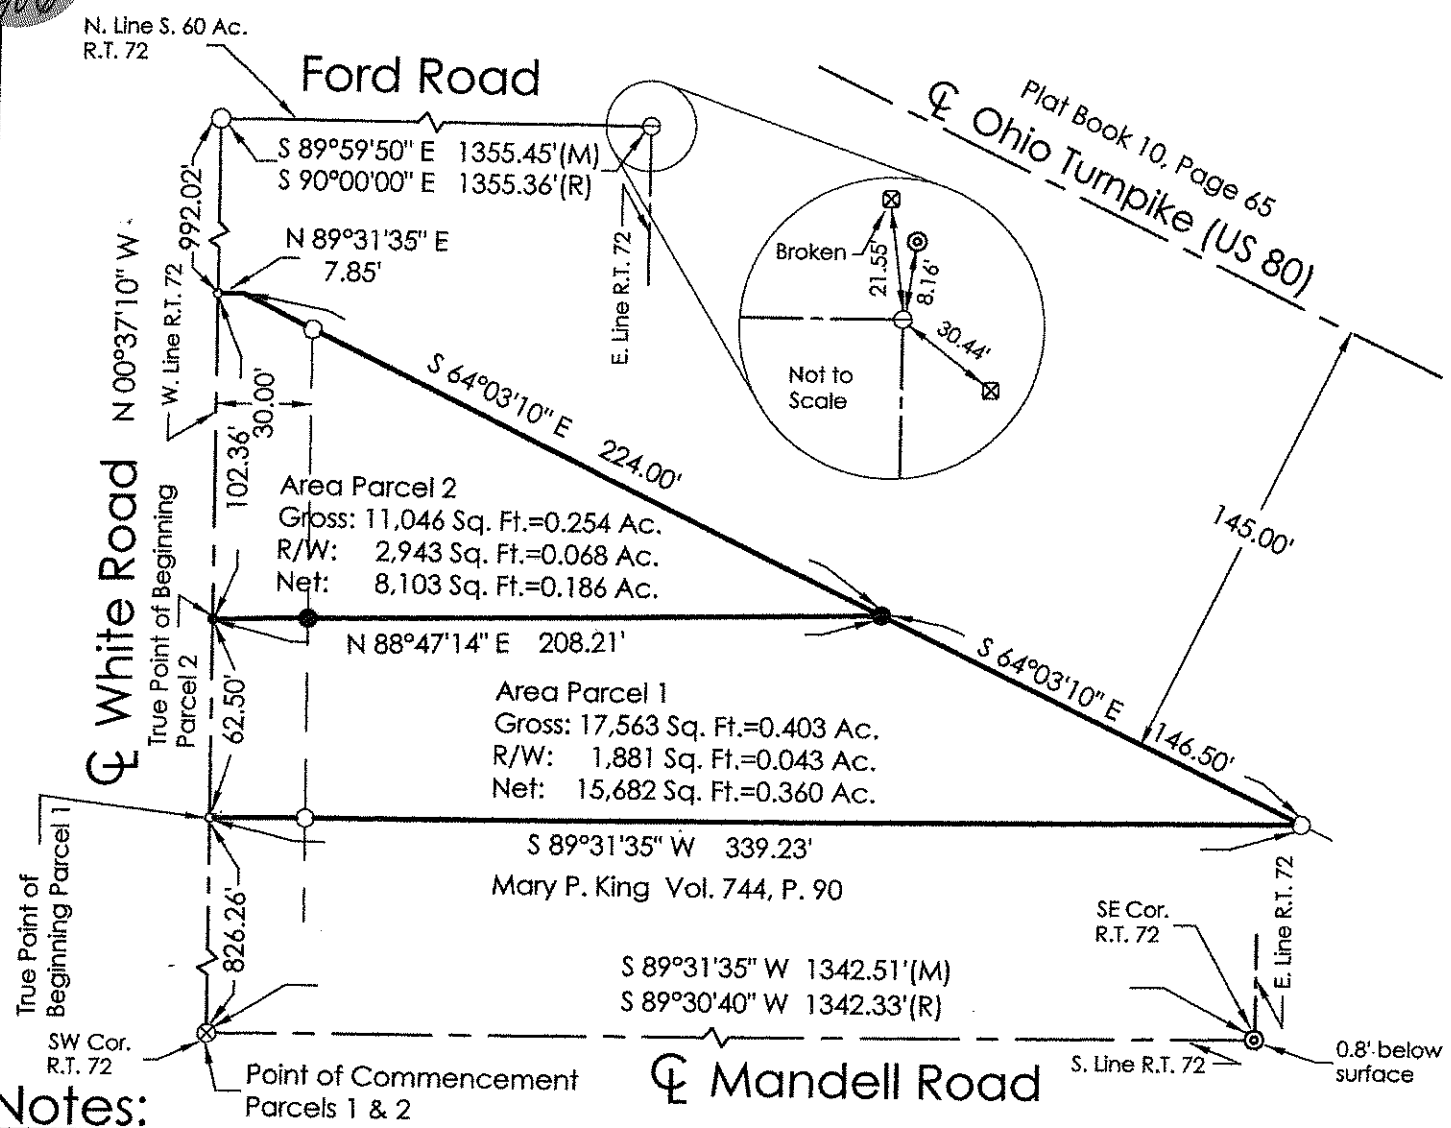 N. Line S. 60 Ac.
R.T. 72
Ford Road
S 89°59'50" E 1355.45'(M)
S 90°00'00" E 1355.36'(R)
℄ Ohio Turnpike (US 80)
Plat Book 10, Page 65
992.02'
N 89°31'35" E
7.85'
E. Line R.T. 72
Broken
21.55'
8.16'
30.44'
Not to
Scale
N 00°37'10" W
W. Line R.T. 72
30.00'
102.36'
S 64°03'10" E 224.00'
145.00'
℄ White Road
True Point of Beginning
Parcel 2
Area Parcel 2
Gross: 11,046 Sq. Ft.=0.254 Ac.
R/W: 2,943 Sq. Ft.=0.068 Ac.
Net: 8,103 Sq. Ft.=0.186 Ac.
N 88°47'14" E 208.21'
62.50'
S 64°03'10" E 146.50'
Area Parcel 1
Gross: 17,563 Sq. Ft.=0.403 Ac.
R/W: 1,881 Sq. Ft.=0.043 Ac.
Net: 15,682 Sq. Ft.=0.360 Ac.
S 89°31'35" W 339.23'
Mary P. King Vol. 744, P. 90
True Point of
Beginning Parcel 1
826.26'
SE Cor.
R.T. 72
E. Line R.T. 72
S 89°31'35" W 1342.51'(M)
S 89°30'40" W 1342.33'(R)
SW Cor.
R.T. 72
Point of Commencement
Parcels 1 & 2
℄ Mandell Road
S. Line R.T. 72
0.8' below
surface
Notes: